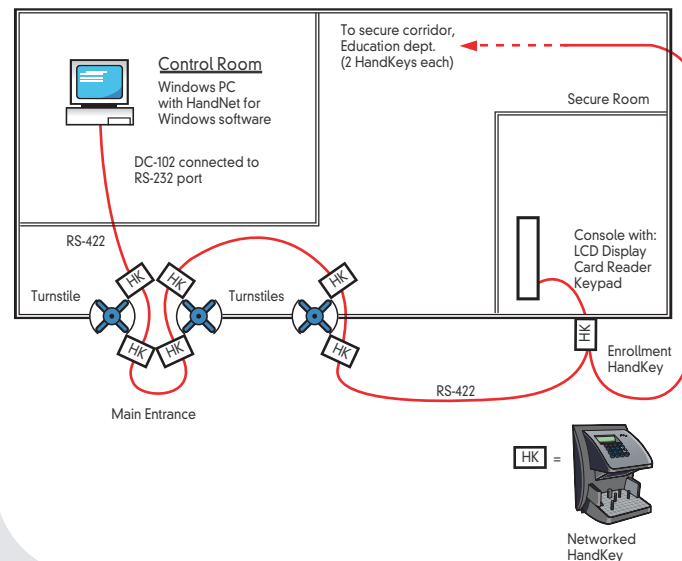 Control Room
Windows PC
with HandNet for
Windows software
DC-102 connected to
RS-232 port
To secure corridor,
Education dept.
(2 HandKeys each)
Secure Room
RS-422
Console with:
LCD Display
Card Reader
Keypad
Turnstile
Turnstiles
HK
HK
HK
HK
HK
HK
HK
Enrollment
HandKey
RS-422
Main Entrance
HK =
Networked
HandKey